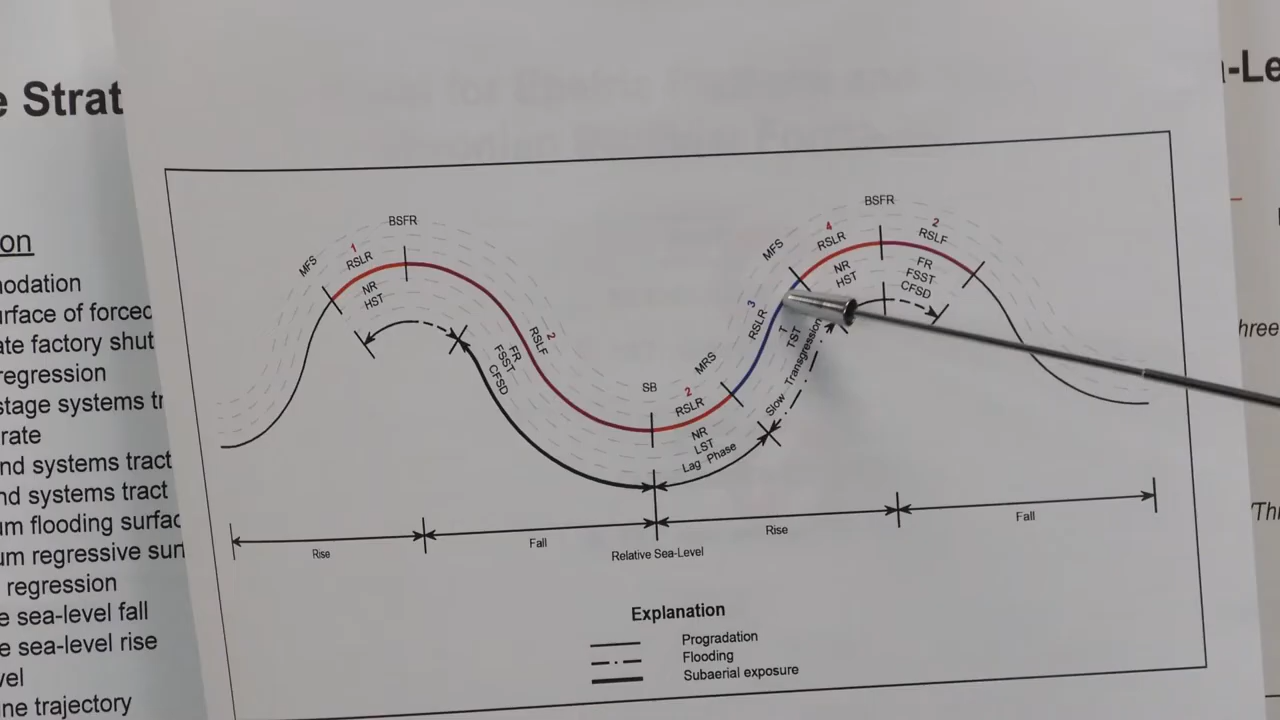 e Strat
on
nodation
urface of forced
ate factory shut
regression
stage systems tr
rate
nd systems tract
nd systems tract
um flooding surfac
um regressive surf
regression
e sea-level fall
e sea-level rise
vel
ne trajectory
-Le
hree
/Thr
BSFR
MFS
1
RSLR
NR
HST
2
RSLF
FR
FSST
CFSD
SB
MRS
2
RSLR
NR
LST
Lag Phase
3
RSLR
T
TST
Slow Transgression
MFS
4
RSLR
NR
HST
BSFR
2
RSLF
FR
FSST
CFSD
Rise
Fall
Rise
Fall
Relative Sea-Level
Explanation
Progradation
Flooding
Subaerial exposure